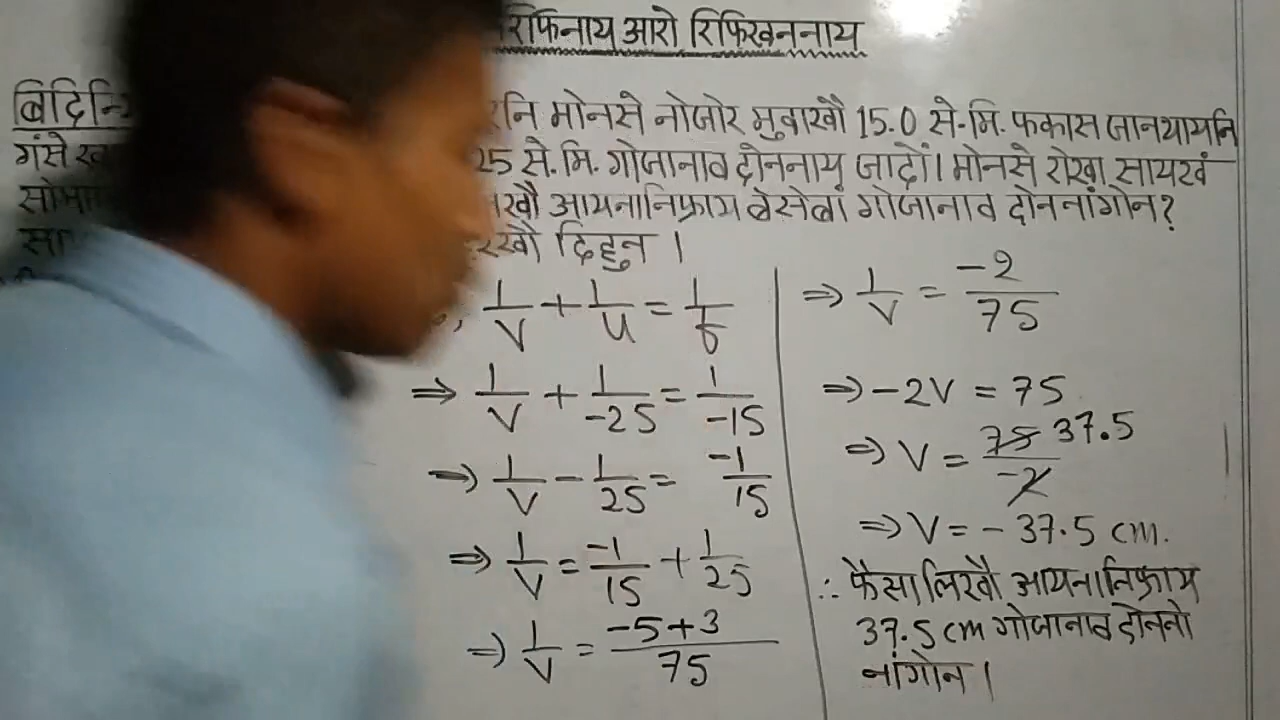 रिफिनाय आरो रिफिखननाय
बिदिन्थि नि मोनसे नोजोर मुवाखौ 15.0 से.मि. फकास जानथायनि
गंसे 25 से.मि. गोजानाव दोननाय जादों। मोनसे रोखा सायखं
आयनानिफ्राय बेसेबा गोजानाव दोननांगोन?
खौ दिहुन।
1/V + 1/u = 1/f
⇒ 1/V + 1/-25 = 1/-15
⇒ 1/V - 1/25 = -1/15
⇒ 1/V = -1/15 + 1/25
⇒ 1/V = -5+3/75
⇒ 1/V = -2/75
⇒ -2V = 75
⇒ V = 75/-2 37.5
⇒ V = - 37.5 cm.
∴ फैसालिखौ आयनानिफ्राय
37.5 cm गोजानाव दोननो
नांगोन।